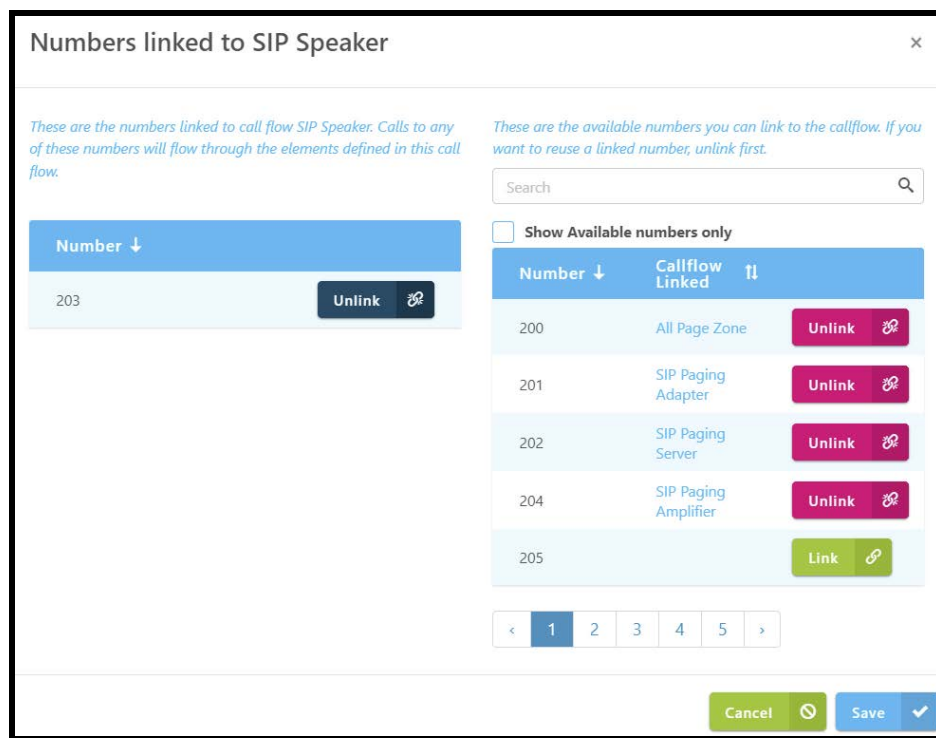 Numbers linked to SIP Speaker
×
These are the numbers linked to call flow SIP Speaker. Calls to any
of these numbers will flow through the elements defined in this call
flow.
Number
203 Unlink
These are the available numbers you can link to the callflow. If you
want to reuse a linked number, unlink first.
Search
Show Available numbers only
Number Callflow
Linked
200 All Page Zone Unlink
201 SIP Paging
Adapter Unlink
202 SIP Paging
Server Unlink
204 SIP Paging
Amplifier Unlink
205 Link
‹ 1 2 3 4 5 ›
Cancel Save